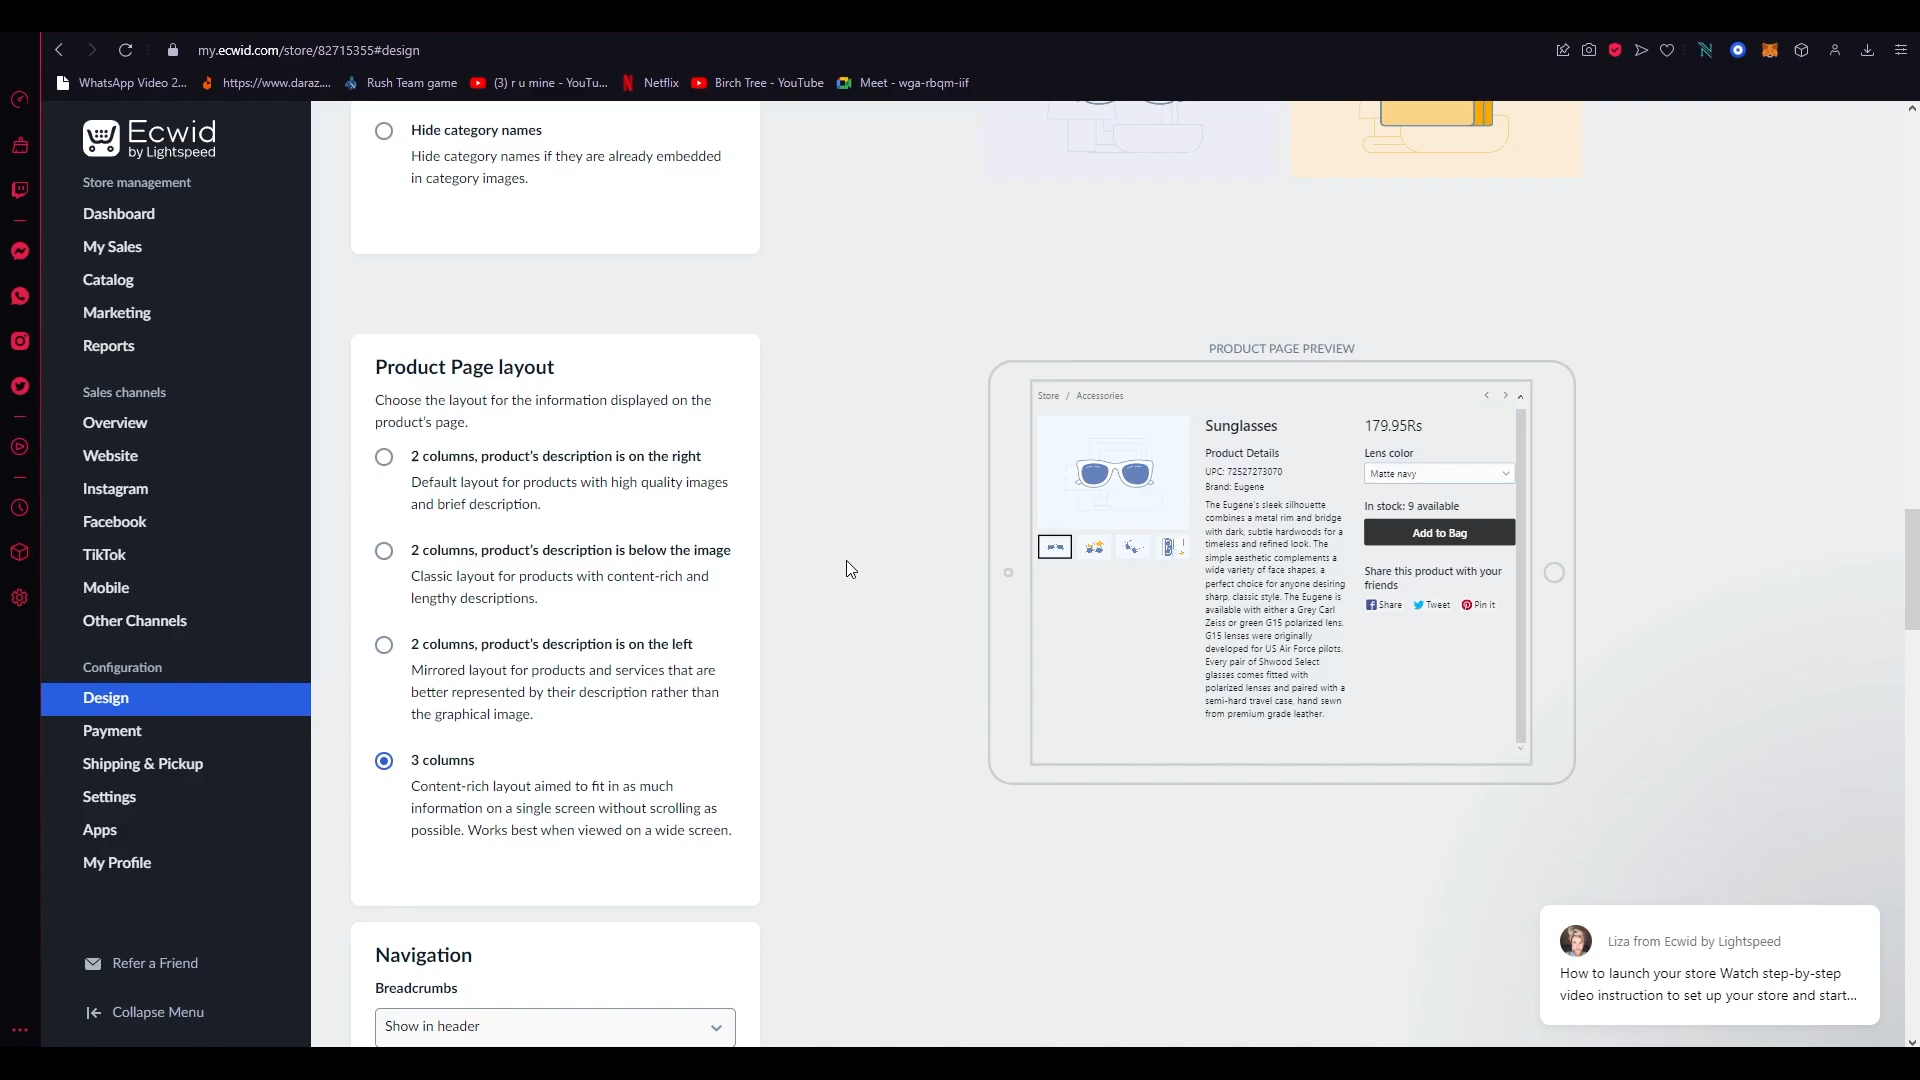 my.ecwid.com/store/82715355#design
WhatsApp Video 2...
https://www.daraz....
Rush Team game
(3) r u mine - YouTu...
Netflix
Birch Tree - YouTube
Meet - wga-rbqm-iif
Ecwid
by Lightspeed
Store management
Dashboard
My Sales
Catalog
Marketing
Reports
Sales channels
Overview
Website
Instagram
Facebook
TikTok
Mobile
Other Channels
Configuration
Design
Payment
Shipping & Pickup
Settings
Apps
My Profile
Refer a Friend
Collapse Menu
Hide category names
Hide category names if they are already embedded
in category images.
Product Page layout
Choose the layout for the information displayed on the
product's page.
2 columns, product's description is on the right
Default layout for products with high quality images
and brief description.
2 columns, product's description is below the image
Classic layout for products with content-rich and
lengthy descriptions.
2 columns, product's description is on the left
Mirrored layout for products and services that are
better represented by their description rather than
the graphical image.
3 columns
Content-rich layout aimed to fit in as much
information on a single screen without scrolling as
possible. Works best when viewed on a wide screen.
Navigation
Breadcrumbs
Show in header
PRODUCT PAGE PREVIEW
Store / Accessories
Sunglasses
Product Details
UPC: 72527273070
Brand: Eugene
The Eugene's sleek silhouette
combines a metal rim and bridge
with dark, subtle hardwoods for a
timeless and refined look. The
simple aesthetic complements a
wide variety of face shapes, a
perfect choice for anyone desiring
sharp, classic style. The Eugene is
available with either a Grey Carl
Zeiss or green G15 polarized lens.
G15 lenses were originally
developed for US Air Force pilots.
Every pair of Shwood Select
glasses comes fitted with
polarized lenses and paired with a
semi-hard travel case, hand sewn
from premium grade leather.
179.95Rs
Lens color
Matte navy
In stock: 9 available
Add to Bag
Share this product with your
friends
Share
Tweet
Pin it
Liza from Ecwid by Lightspeed
How to launch your store Watch step-by-step
video instruction to set up your store and start...